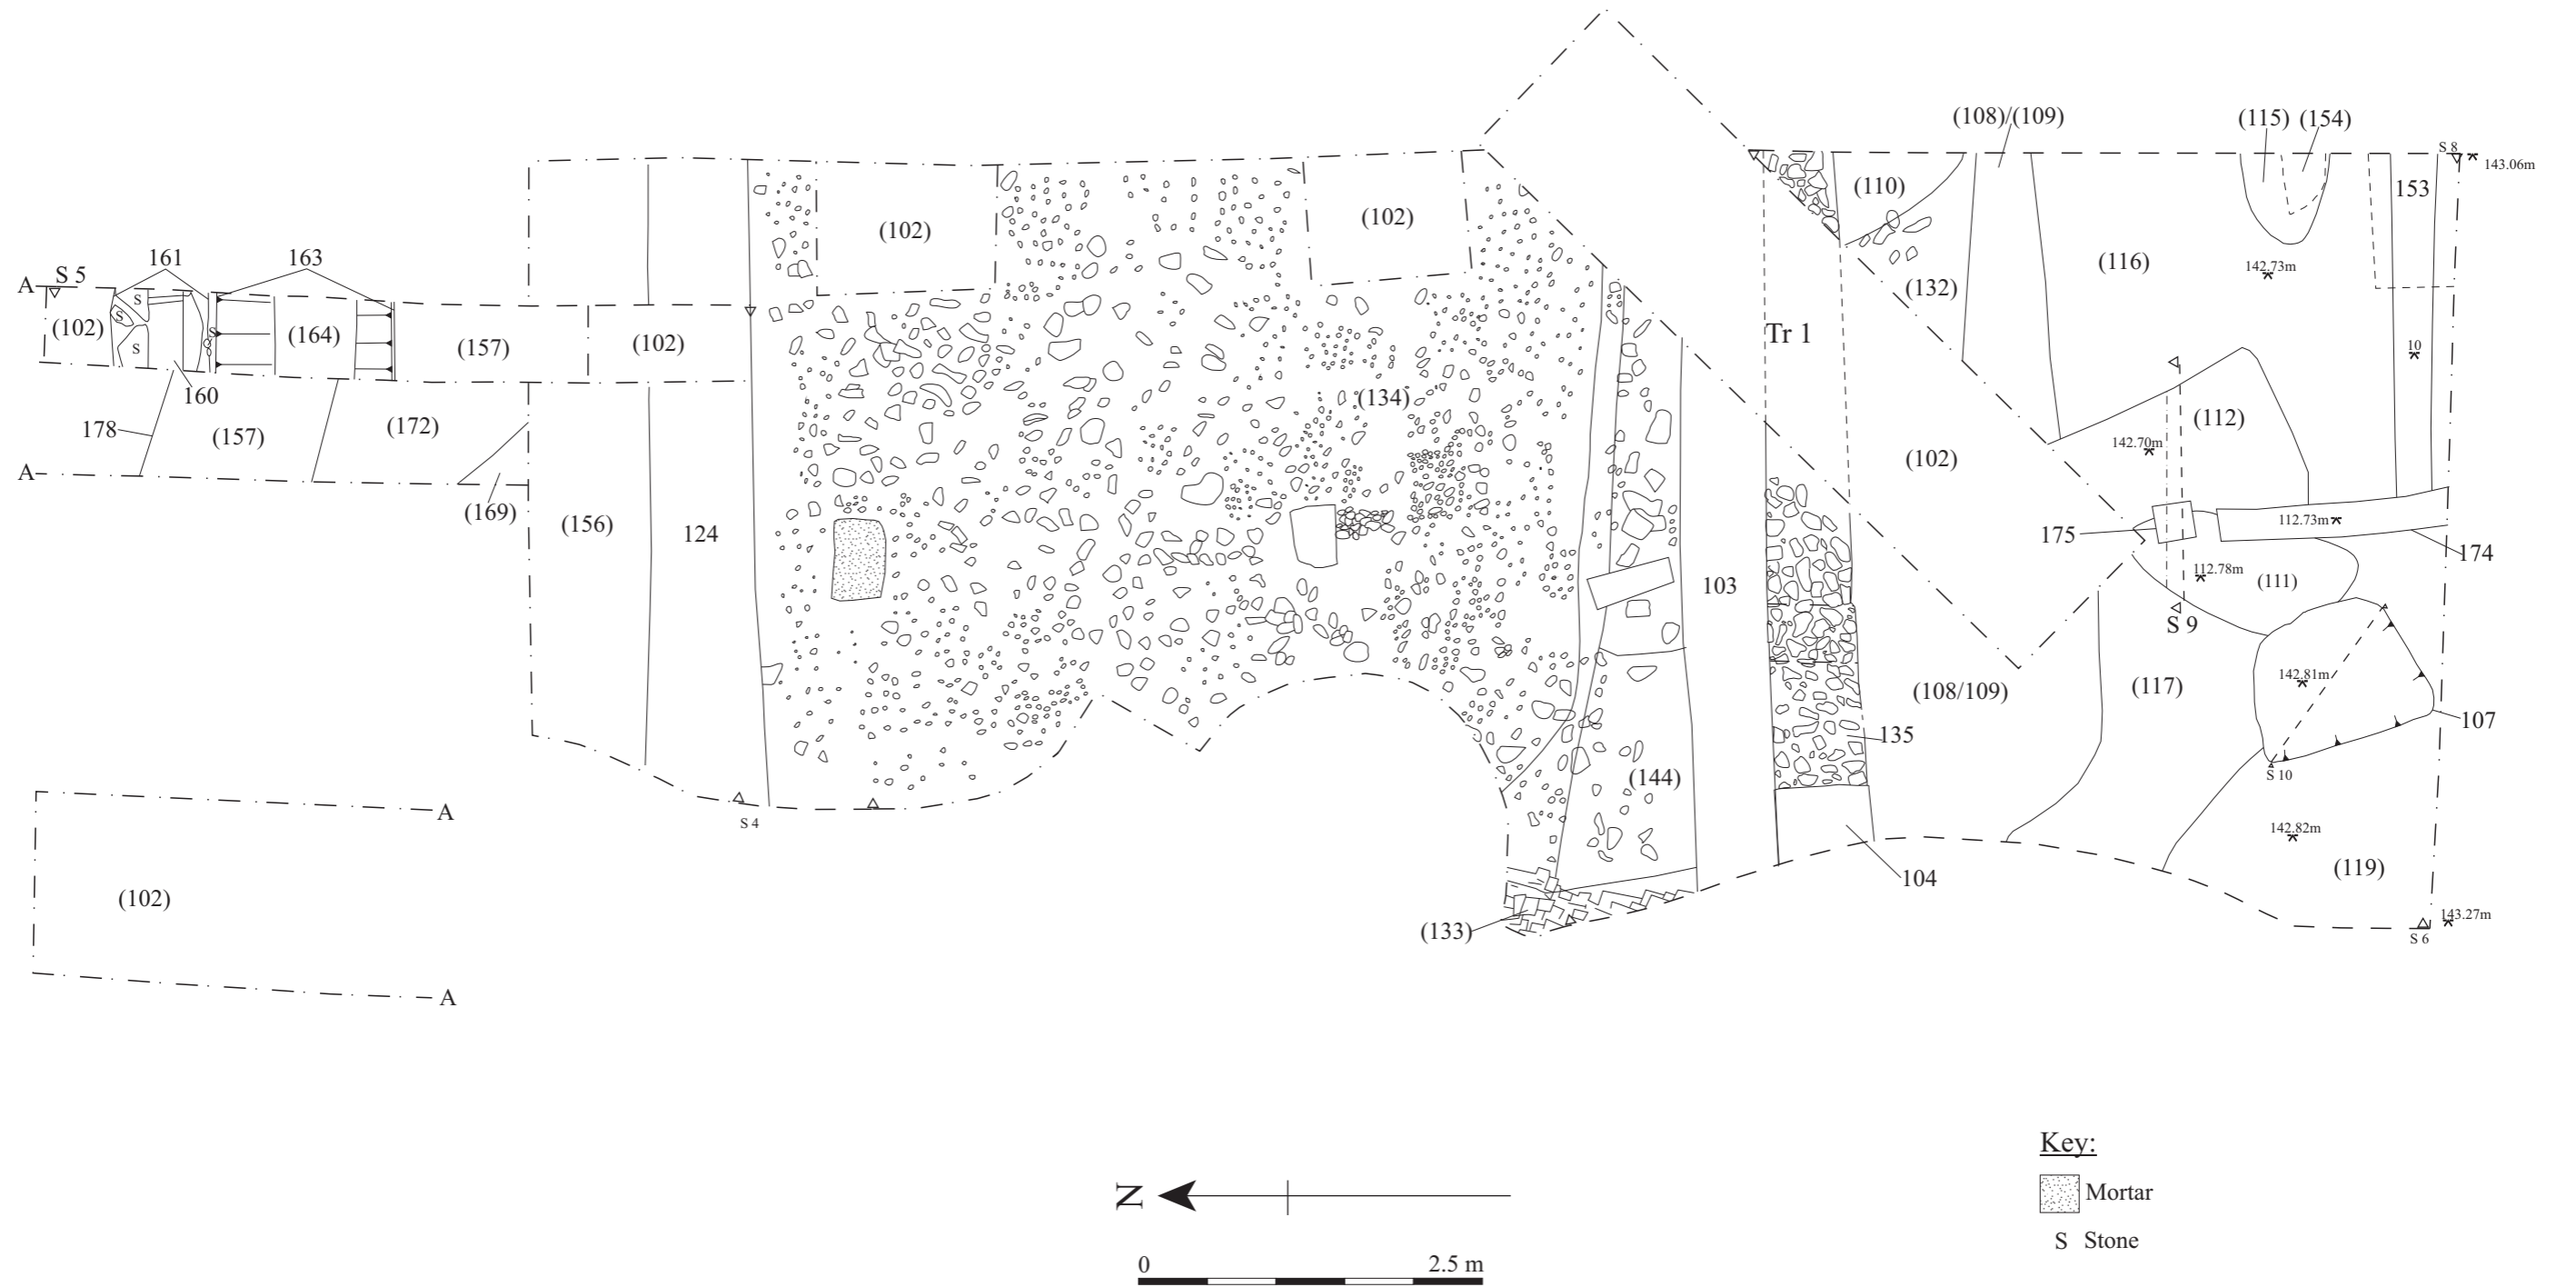 (108)/(109)
(115) (154)
S 8
143.06m
(110)
153
(102)
(102)
161
163
A
S 5
(116)
142.73m
(132)
S
S
S
S
(102)
(164)
(157)
(102)
Tr 1
10
160
(134)
(112)
178
(157)
(172)
142.70m
(102)
A
(169)
(156)
124
112.73m
175
174
103
112.78m
(111)
S 9
142.81m
(108/109)
(117)
107
135
(144)
S 10
A
S 4
142.82m
(102)
104
(119)
(133)
143.27m
S 6
A
Key:
N
Mortar
S Stone
0 2.5 m